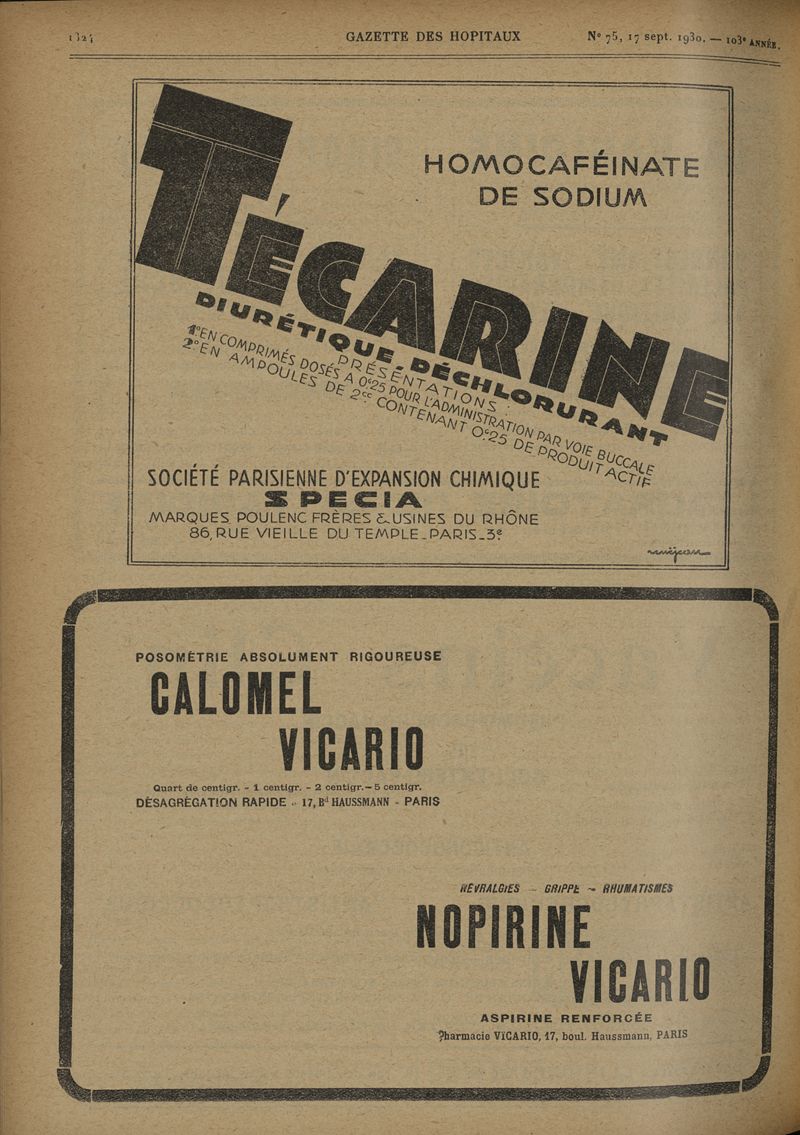 1324
GAZETTE DES HOPITAUX
N° 75, 17 sept. 1930. — 103e ANNÉE.
HOMOCAFÉINATE
DE SODIUM
TÉCARINE
DIURÉTIQUE-DÉCHLORURANT
PRÉSENTATIONS:
1° EN COMPRIMÉS DOSÉS A 0g25 POUR L'ADMINISTRATION PAR VOIE BUCCALE
2° EN AMPOULES DE 2cc CONTENANT 0g25 DE PRODUIT ACTIF
SOCIÉTÉ PARISIENNE D'EXPANSION CHIMIQUE
SPECIA
MARQUES POULENC FRÈRES & USINES DU RHÔNE
86, RUE VIEILLE DU TEMPLE_PARIS_3e
POSOMÉTRIE ABSOLUMENT RIGOUREUSE
CALOMEL
VICARIO
Quart de centigr. - 1 centigr. - 2 centigr. - 5 centigr.
DÉSAGRÉGATION RAPIDE - 17, Bd HAUSSMANN - PARIS
NÉVRALGIES — GRIPPE — RHUMATISMES
NOPIRINE
VICARIO
ASPIRINE RENFORCÉE
Pharmacie VICARIO, 17, boul. Haussmann, PARIS